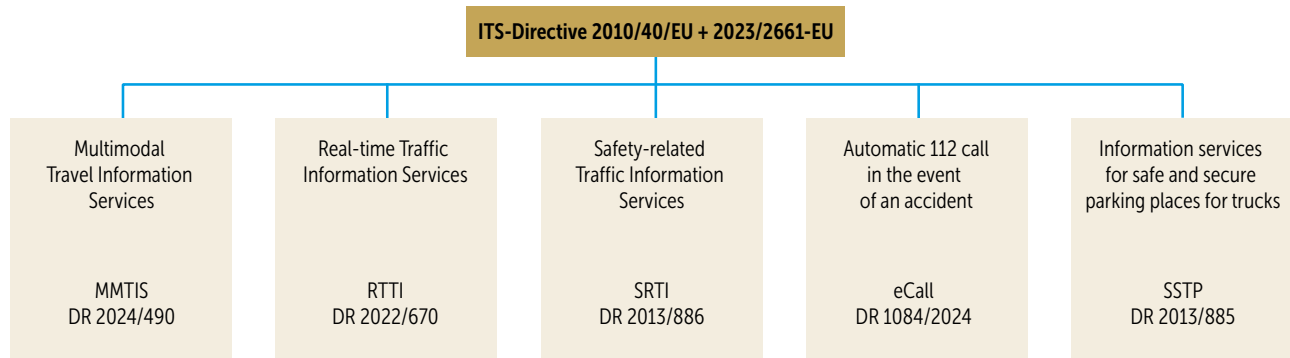 ITS-Directive 2010/40/EU + 2023/2661-EU
Multimodal
Travel Information
Services
MMTIS
DR 2024/490
Real-time Traffic
Information Services
RTTI
DR 2022/670
Safety-related
Traffic Information
Services
SRTI
DR 2013/886
Automatic 112 call
in the event
of an accident
eCall
DR 1084/2024
Information services
for safe and secure
parking places for trucks
SSTP
DR 2013/885